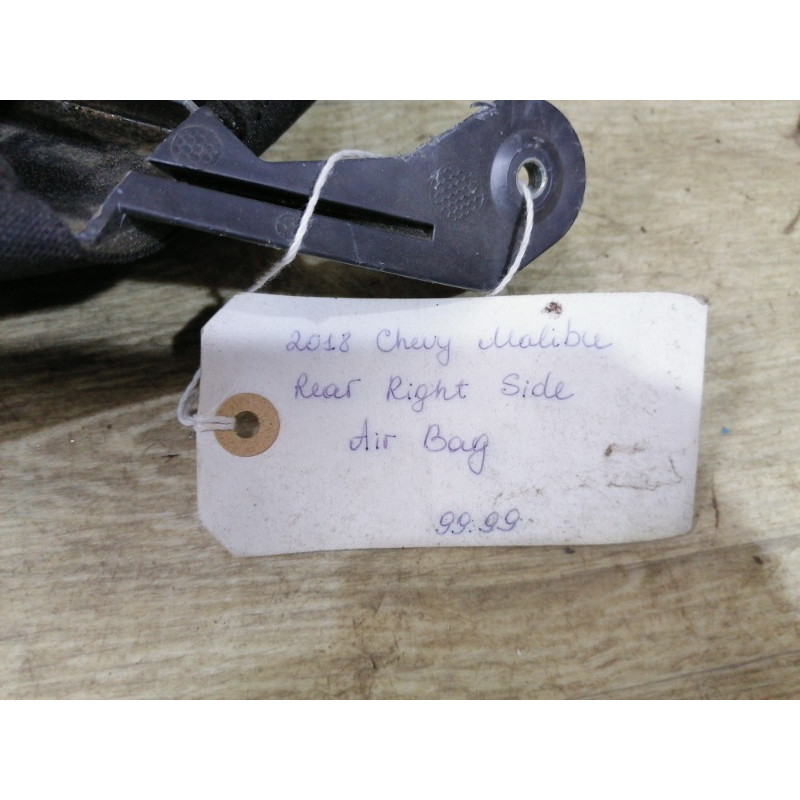 2018 Chevy Malibu
Rear Right Side
Air Bag
99.99